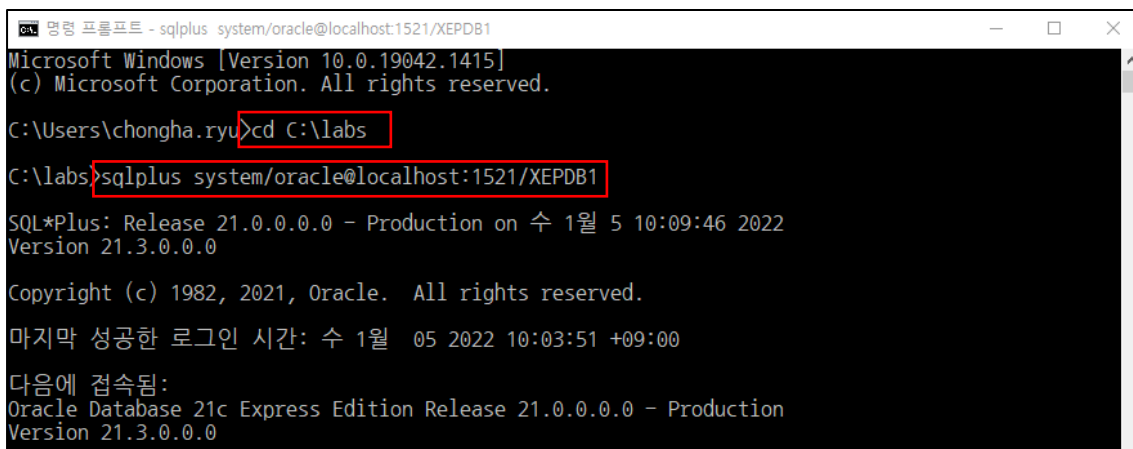 명령 프롬프트 - sqlplus system/oracle@localhost:1521/XEPDB1
Microsoft Windows [Version 10.0.19042.1415]
(c) Microsoft Corporation. All rights reserved.
C:\Users\chongha.ryu>cd C:\labs
C:\labs>sqlplus system/oracle@localhost:1521/XEPDB1
SQL*Plus: Release 21.0.0.0.0 - Production on 수 1월 5 10:09:46 2022
Version 21.3.0.0.0
Copyright (c) 1982, 2021, Oracle.  All rights reserved.
마지막 성공한 로그인 시간: 수 1월  05 2022 10:03:51 +09:00
다음에 접속됨:
Oracle Database 21c Express Edition Release 21.0.0.0.0 - Production
Version 21.3.0.0.0